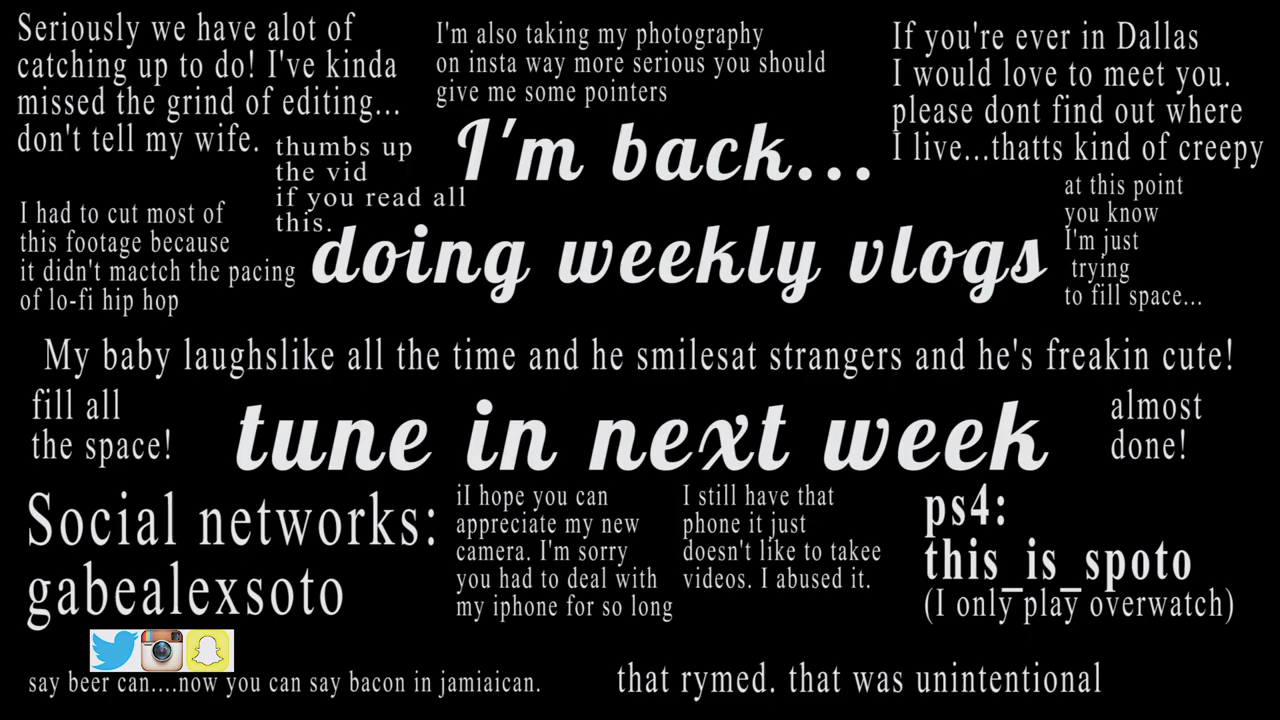 Seriously we have alot of
catching up to do! I've kinda
missed the grind of editing...
don't tell my wife.
I'm also taking my photography
on insta way more serious you should
give me some pointers
If you're ever in Dallas
I would love to meet you.
please dont find out where
I live...thatts kind of creepy
thumbs up
the vid
if you read all
this.
I'm back...
I had to cut most of
this footage because
it didn't mactch the pacing
of lo-fi hip hop
doing weekly vlogs
at this point
you know
I'm just
trying
to fill space...
My baby laughslike all the time and he smilesat strangers and he's freakin cute!
fill all
the space!
tune in next week
almost
done!
Social networks:
gabealexsoto
iI hope you can
appreciate my new
camera. I'm sorry
you had to deal with
my iphone for so long
I still have that
phone it just
doesn't like to takee
videos. I abused it.
ps4:
this_is_spoto
(I only play overwatch)
say beer can....now you can say bacon in jamiaican.
that rymed. that was unintentional